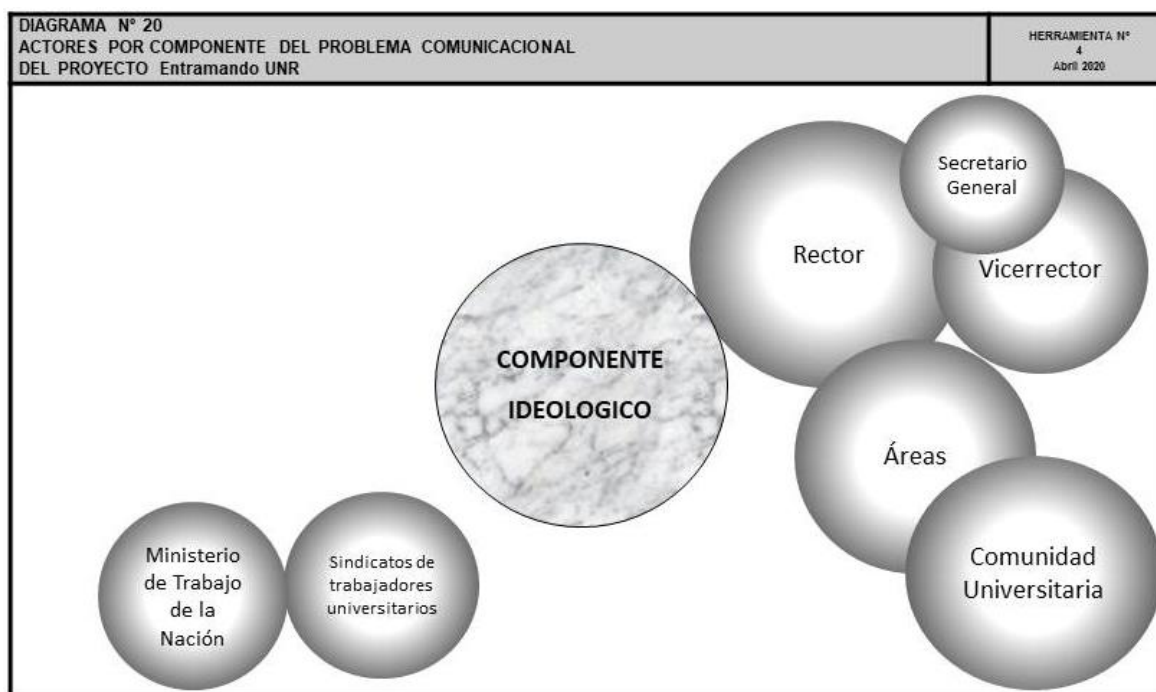 DIAGRAMA N° 20
ACTORES POR COMPONENTE DEL PROBLEMA COMUNICACIONAL
DEL PROYECTO Entramando UNR
HERRAMIENTA N°
4
Abril 2020
Secretario
General
Rector
Vicerrector
COMPONENTE
IDEOLOGICO
Áreas
Comunidad
Universitaria
Ministerio
de Trabajo
de la
Nación
Sindicatos de
trabajadores
universitarios